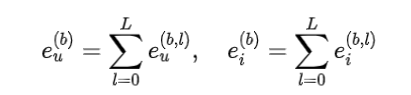 $e_u^{(b)} = \sum_{l=0}^{L} e_u^{(b,l)}, \quad e_i^{(b)} = \sum_{l=0}^{L} e_i^{(b,l)}$